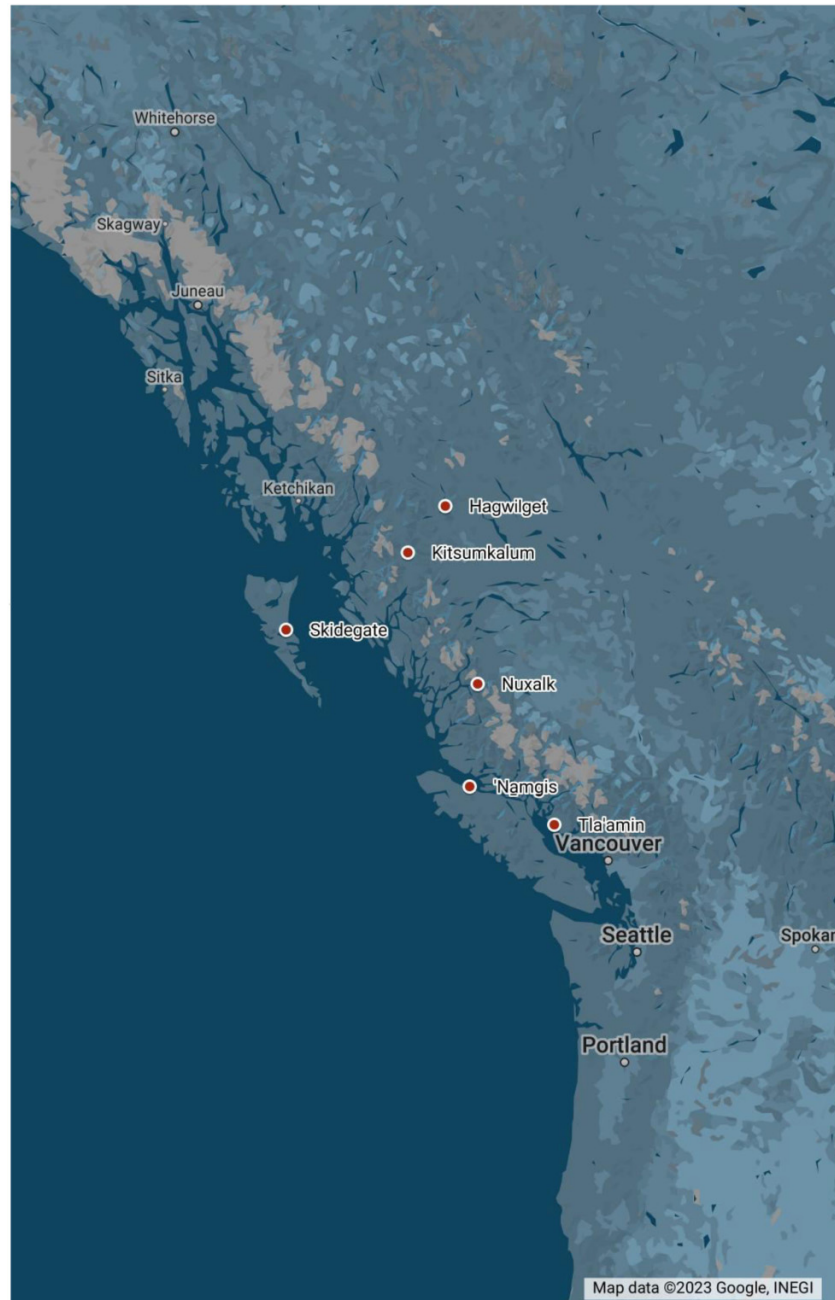 Whitehorse
Skagway
Juneau
Sitka
Ketchikan
Hagwilget
Kitsumkalum
Skidegate
Nuxalk
'Na̱mgis
Tla'amin
Vancouver
Seattle
Spokan
Portland
Map data ©2023 Google, INEGI